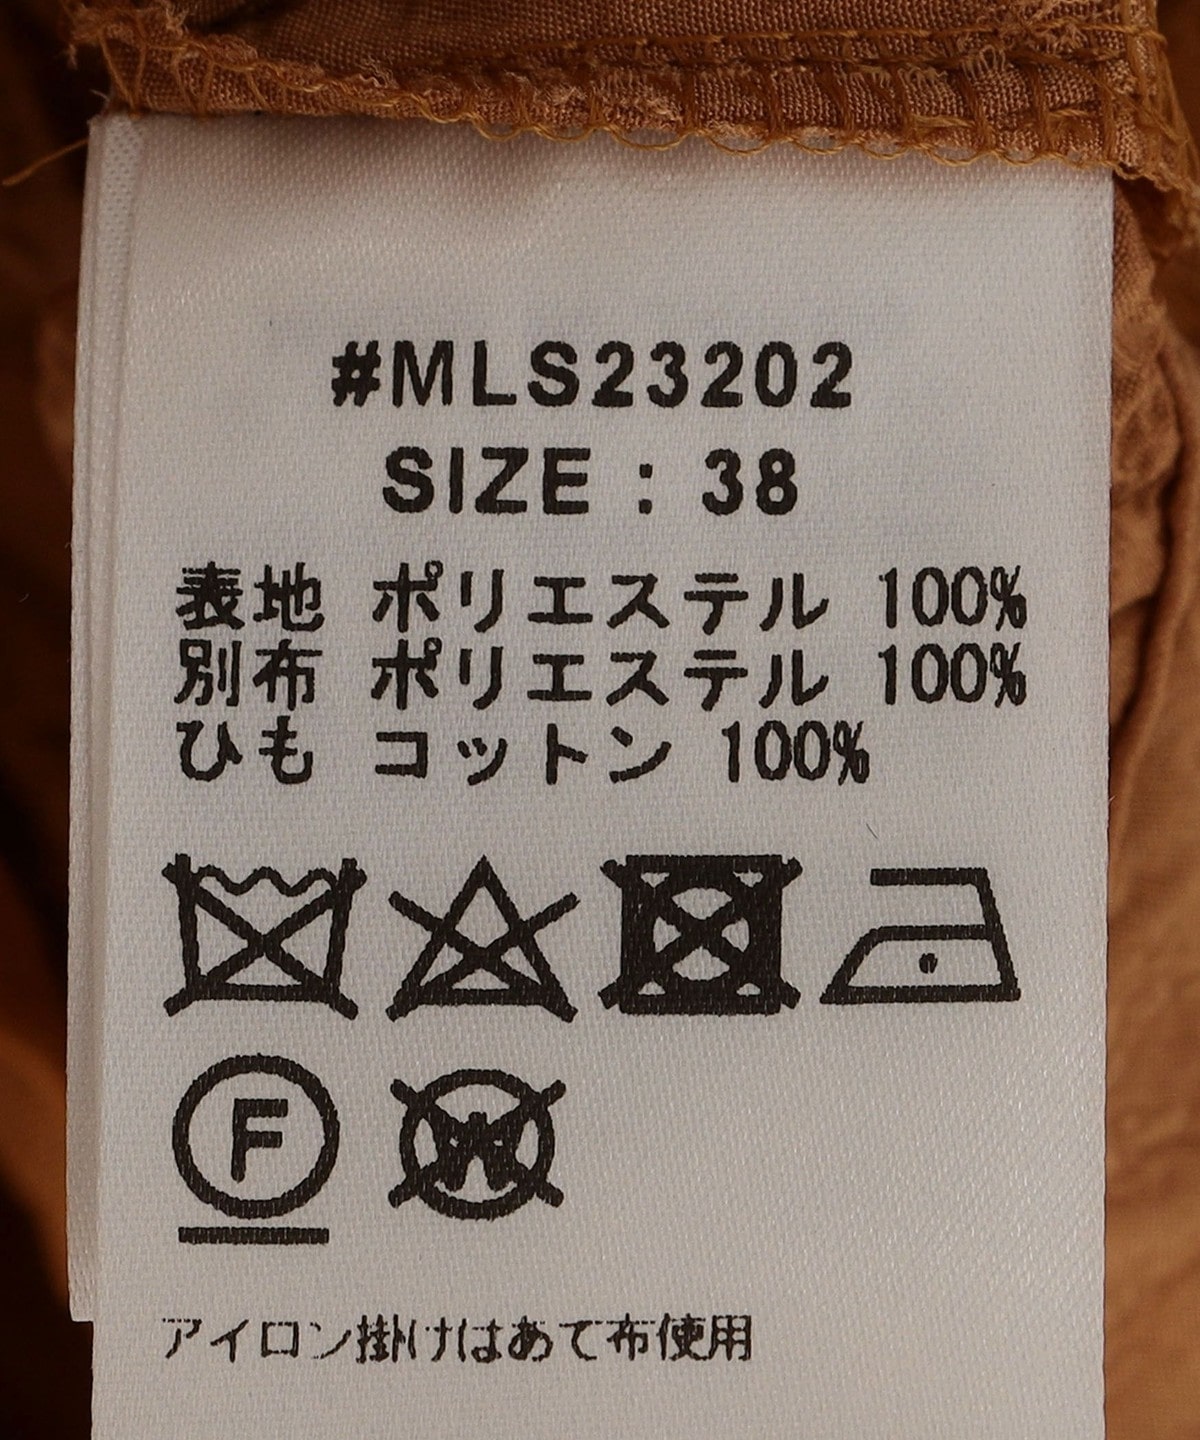 #MLS23202
SIZE : 38
表地 ポリエステル 100%
別布 ポリエステル 100%
ひも コットン 100%
F
W
アイロン掛けはあて布使用